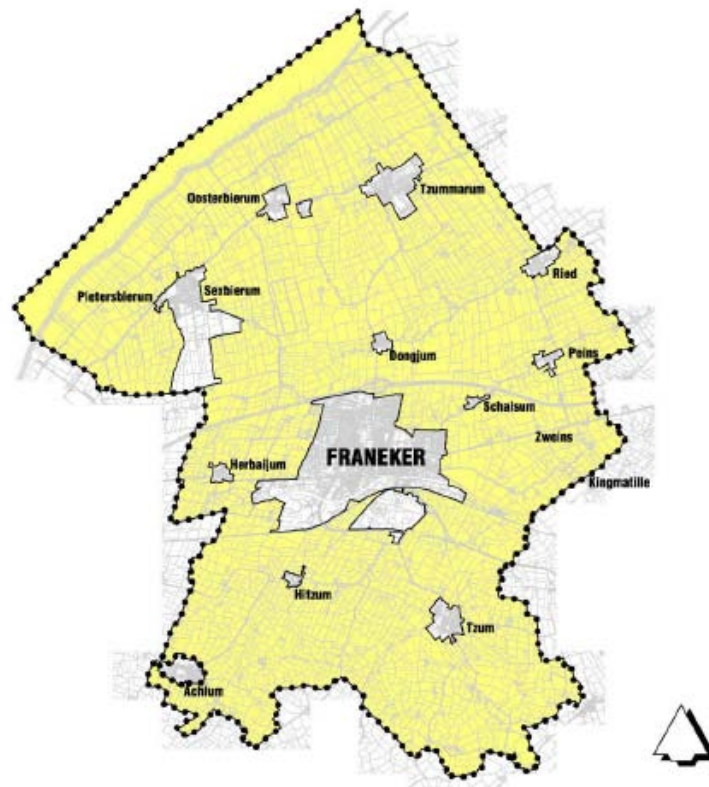 Tzummarum
Oosterbierum
Ried
Pietersbierum
Sexbierum
Dongjum
Peins
Schalsum
Zweins
FRANEKER
Herbaijum
Kingmatille
Hitzum
Tzum
Achlum